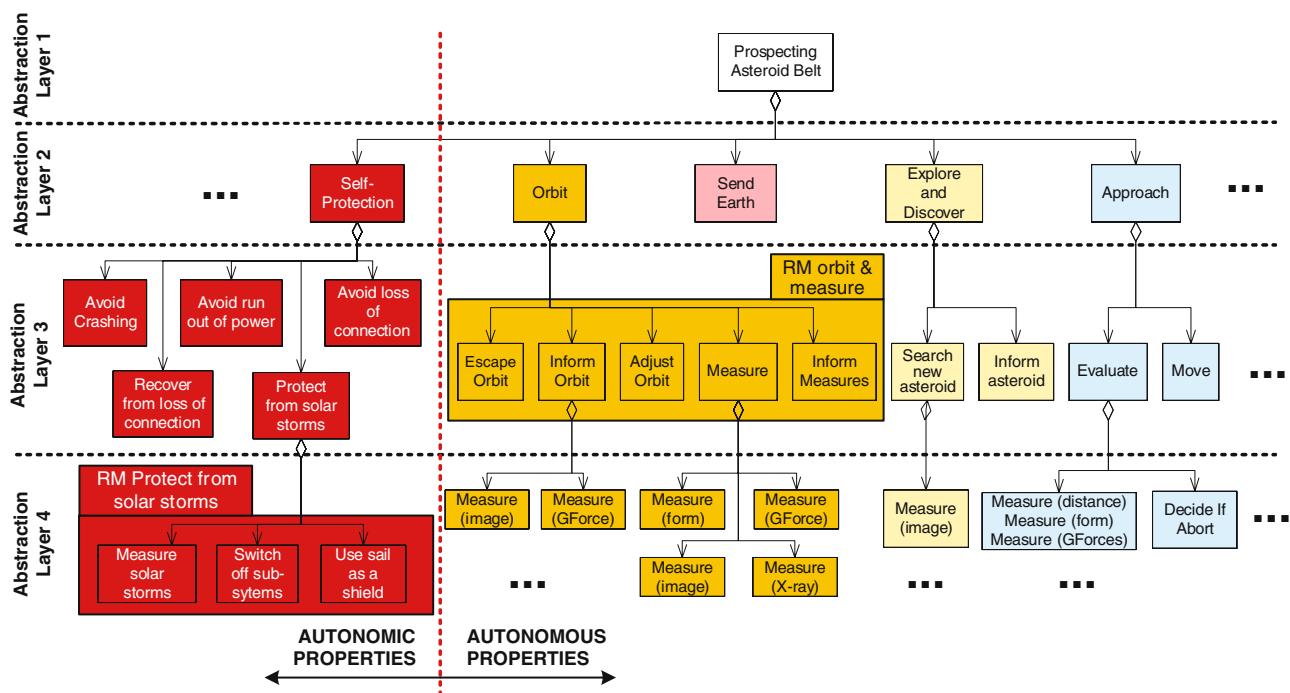 Abstraction
Layer 1
Prospecting
Asteroid Belt
Abstraction
Layer 2
...
Self-
Protection
Orbit
Send
Earth
Explore
and
Discover
Approach
...
Abstraction
Layer 3
Avoid
Crashing
Avoid run
out of power
Avoid loss
of
connection
Recover
from loss of
connection
Protect
from solar
storms
RM orbit &
measure
Escape
Orbit
Inform
Orbit
Adjust
Orbit
Measure
Inform
Measures
Search
new
asteroid
Inform
asteroid
Evaluate
Move
...
Abstraction
Layer 4
RM Protect from
solar storms
Measure
solar
storms
Switch
off sub-
sytems
Use sail
as a
shield
Measure
(image)
Measure
(GForce)
Measure
(form)
Measure
(GForce)
Measure
(image)
Measure
(X-ray)
...
Measure
(image)
...
Measure (distance)
Measure (form)
Measure (GForces)
...
Decide If
Abort
...
AUTONOMIC
PROPERTIES
AUTONOMOUS
PROPERTIES